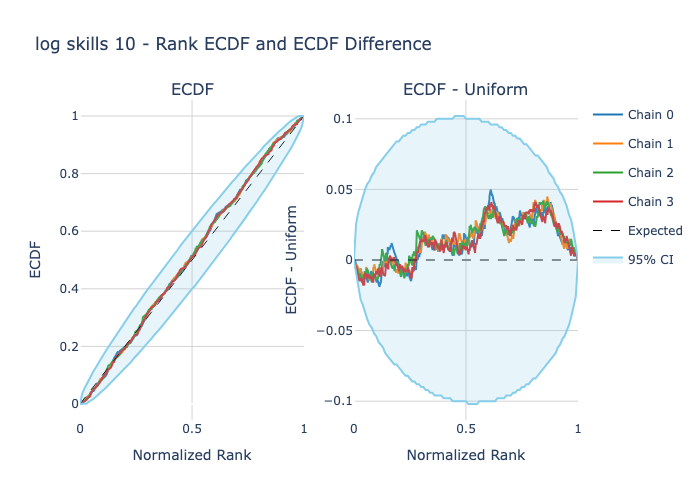 log skills 10 - Rank ECDF and ECDF Difference
ECDF
ECDF - Uniform
1
0.8
0.6
0.4
0.2
0
0
0.5
1
ECDF
Normalized Rank
0.1
0.05
0
−0.05
−0.1
0
0.5
1
ECDF - Uniform
Normalized Rank
Chain 0
Chain 1
Chain 2
Chain 3
Expected
95% CI